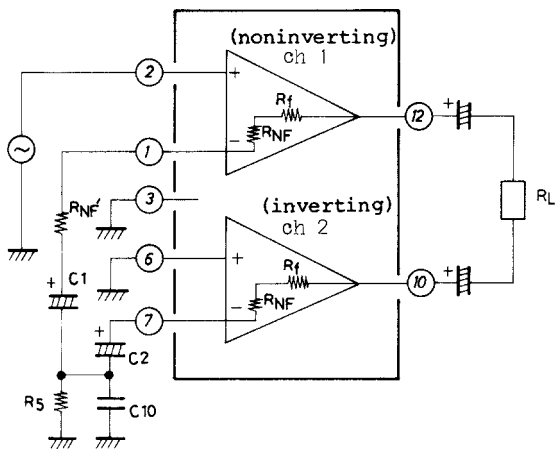 (noninverting)
ch 1
2
+
Rf
12
+
RNF
1
−
RNF'
3
RL
(inverting)
ch 2
6
+
Rf
10
+
+
C1
RNF
7
−
+
C2
R5
C10